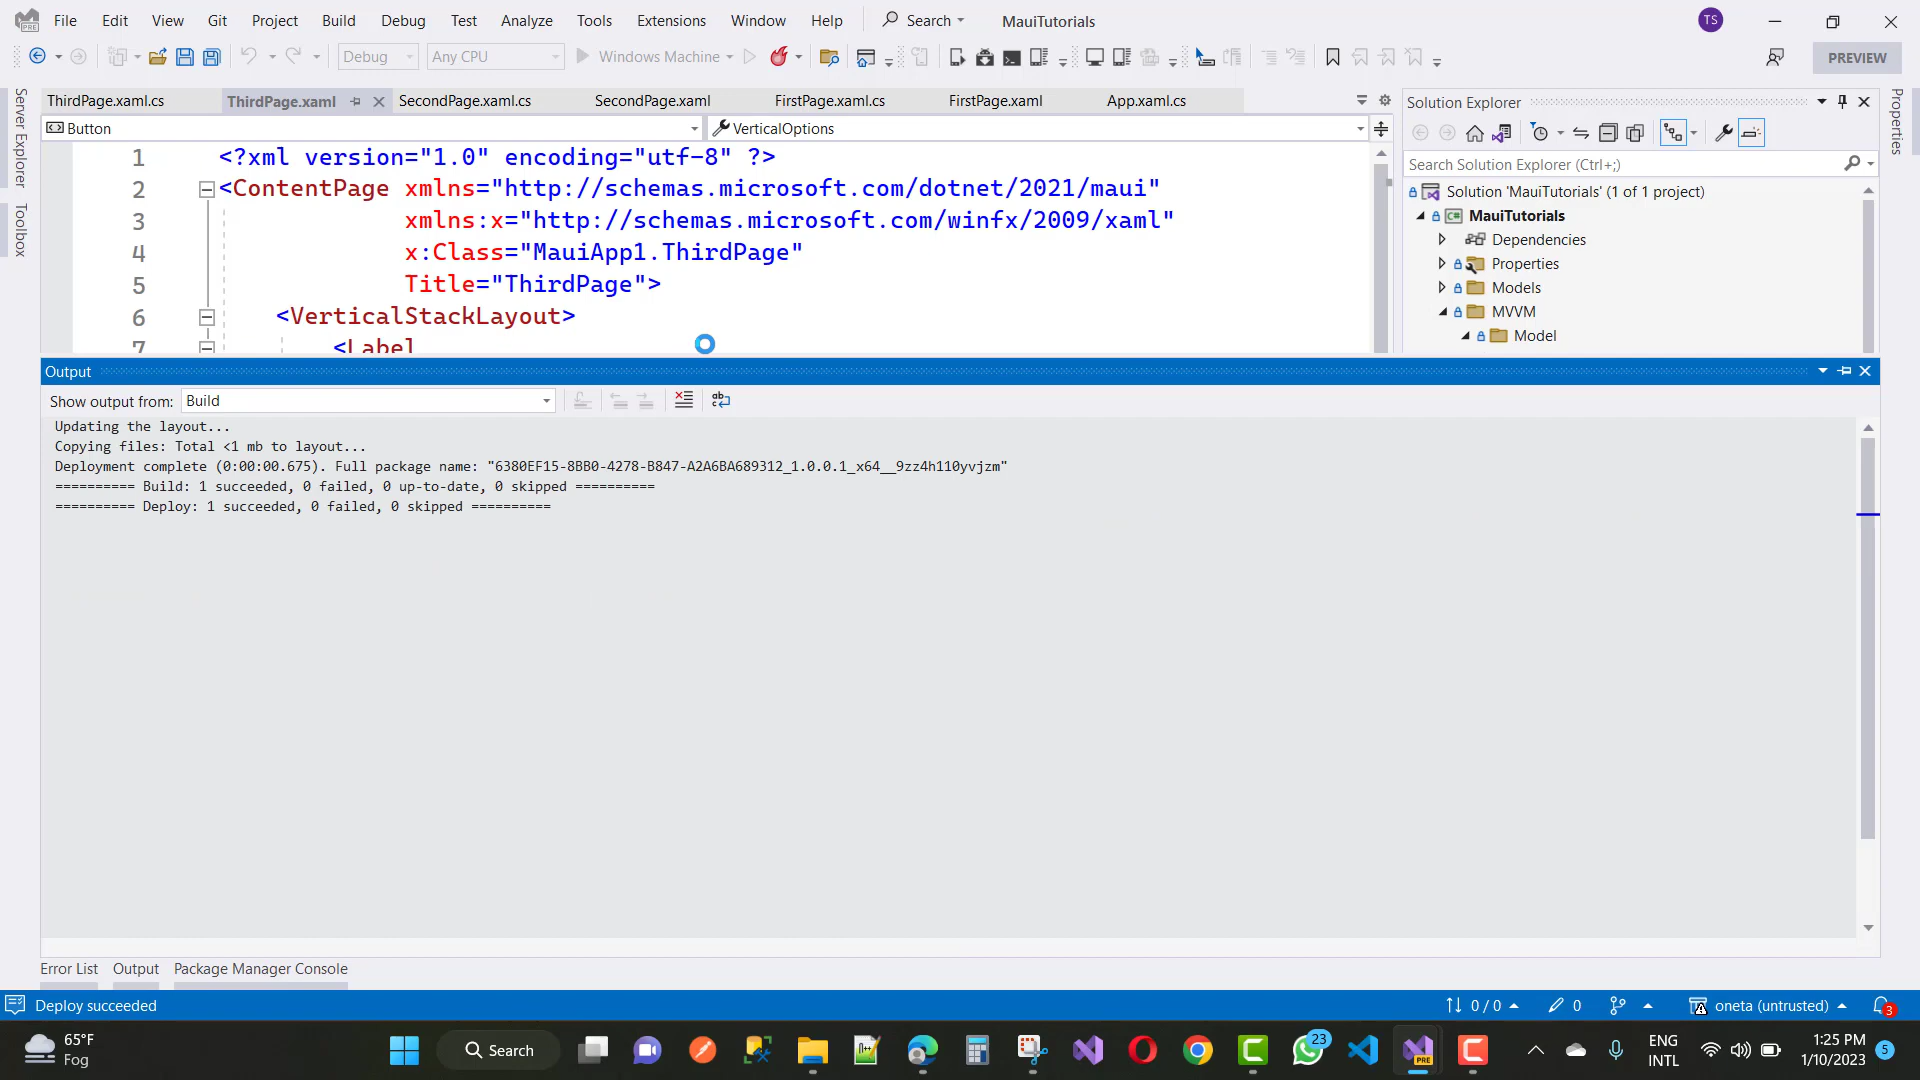 File Edit View Git Project Build Debug Test Analyze Tools Extensions Window Help Search MauiTutorials TS
Debug Any CPU Windows Machine PREVIEW
ThirdPage.xaml.cs ThirdPage.xaml SecondPage.xaml.cs SecondPage.xaml FirstPage.xaml.cs FirstPage.xaml App.xaml.cs
Button VerticalOptions
1 <?xml version="1.0" encoding="utf-8" ?>
2 <ContentPage xmlns="http://schemas.microsoft.com/dotnet/2021/maui"
3 xmlns:x="http://schemas.microsoft.com/winfx/2009/xaml"
4 x:Class="MauiApp1.ThirdPage"
5 Title="ThirdPage">
6 <VerticalStackLayout>
7 <Label
Server Explorer
Toolbox
Solution Explorer
Search Solution Explorer (Ctrl+;)
Solution 'MauiTutorials' (1 of 1 project)
MauiTutorials
Dependencies
Properties
Models
MVVM
Model
Properties
Output
Show output from: Build
Updating the layout...
Copying files: Total <1 mb to layout...
Deployment complete (0:00:00.675). Full package name: "6380EF15-8BB0-4278-B847-A2A6BA689312_1.0.0.1_x64__9zz4h110yvjzm"
========== Build: 1 succeeded, 0 failed, 0 up-to-date, 0 skipped ==========
========== Deploy: 1 succeeded, 0 failed, 0 skipped ==========
Error List Output Package Manager Console
Deploy succeeded 0 / 0 0 oneta (untrusted) 3
65°F
Fog
Search
23
PRE
ENG
INTL
1:25 PM
1/10/2023
5